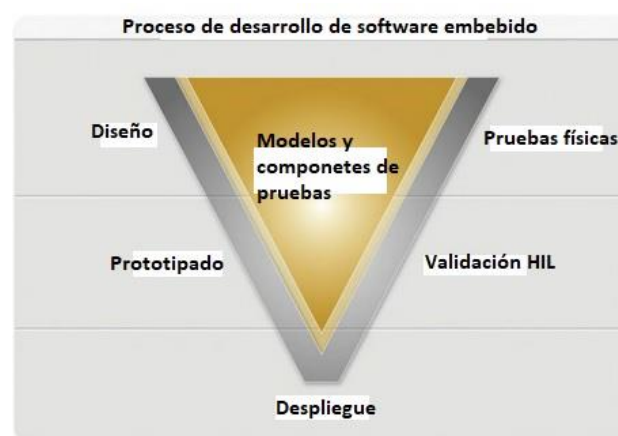 Proceso de desarrollo de software embebido
Diseño
Modelos y
componetes de
pruebas
Pruebas físicas
Prototipado
Validación HIL
Despliegue